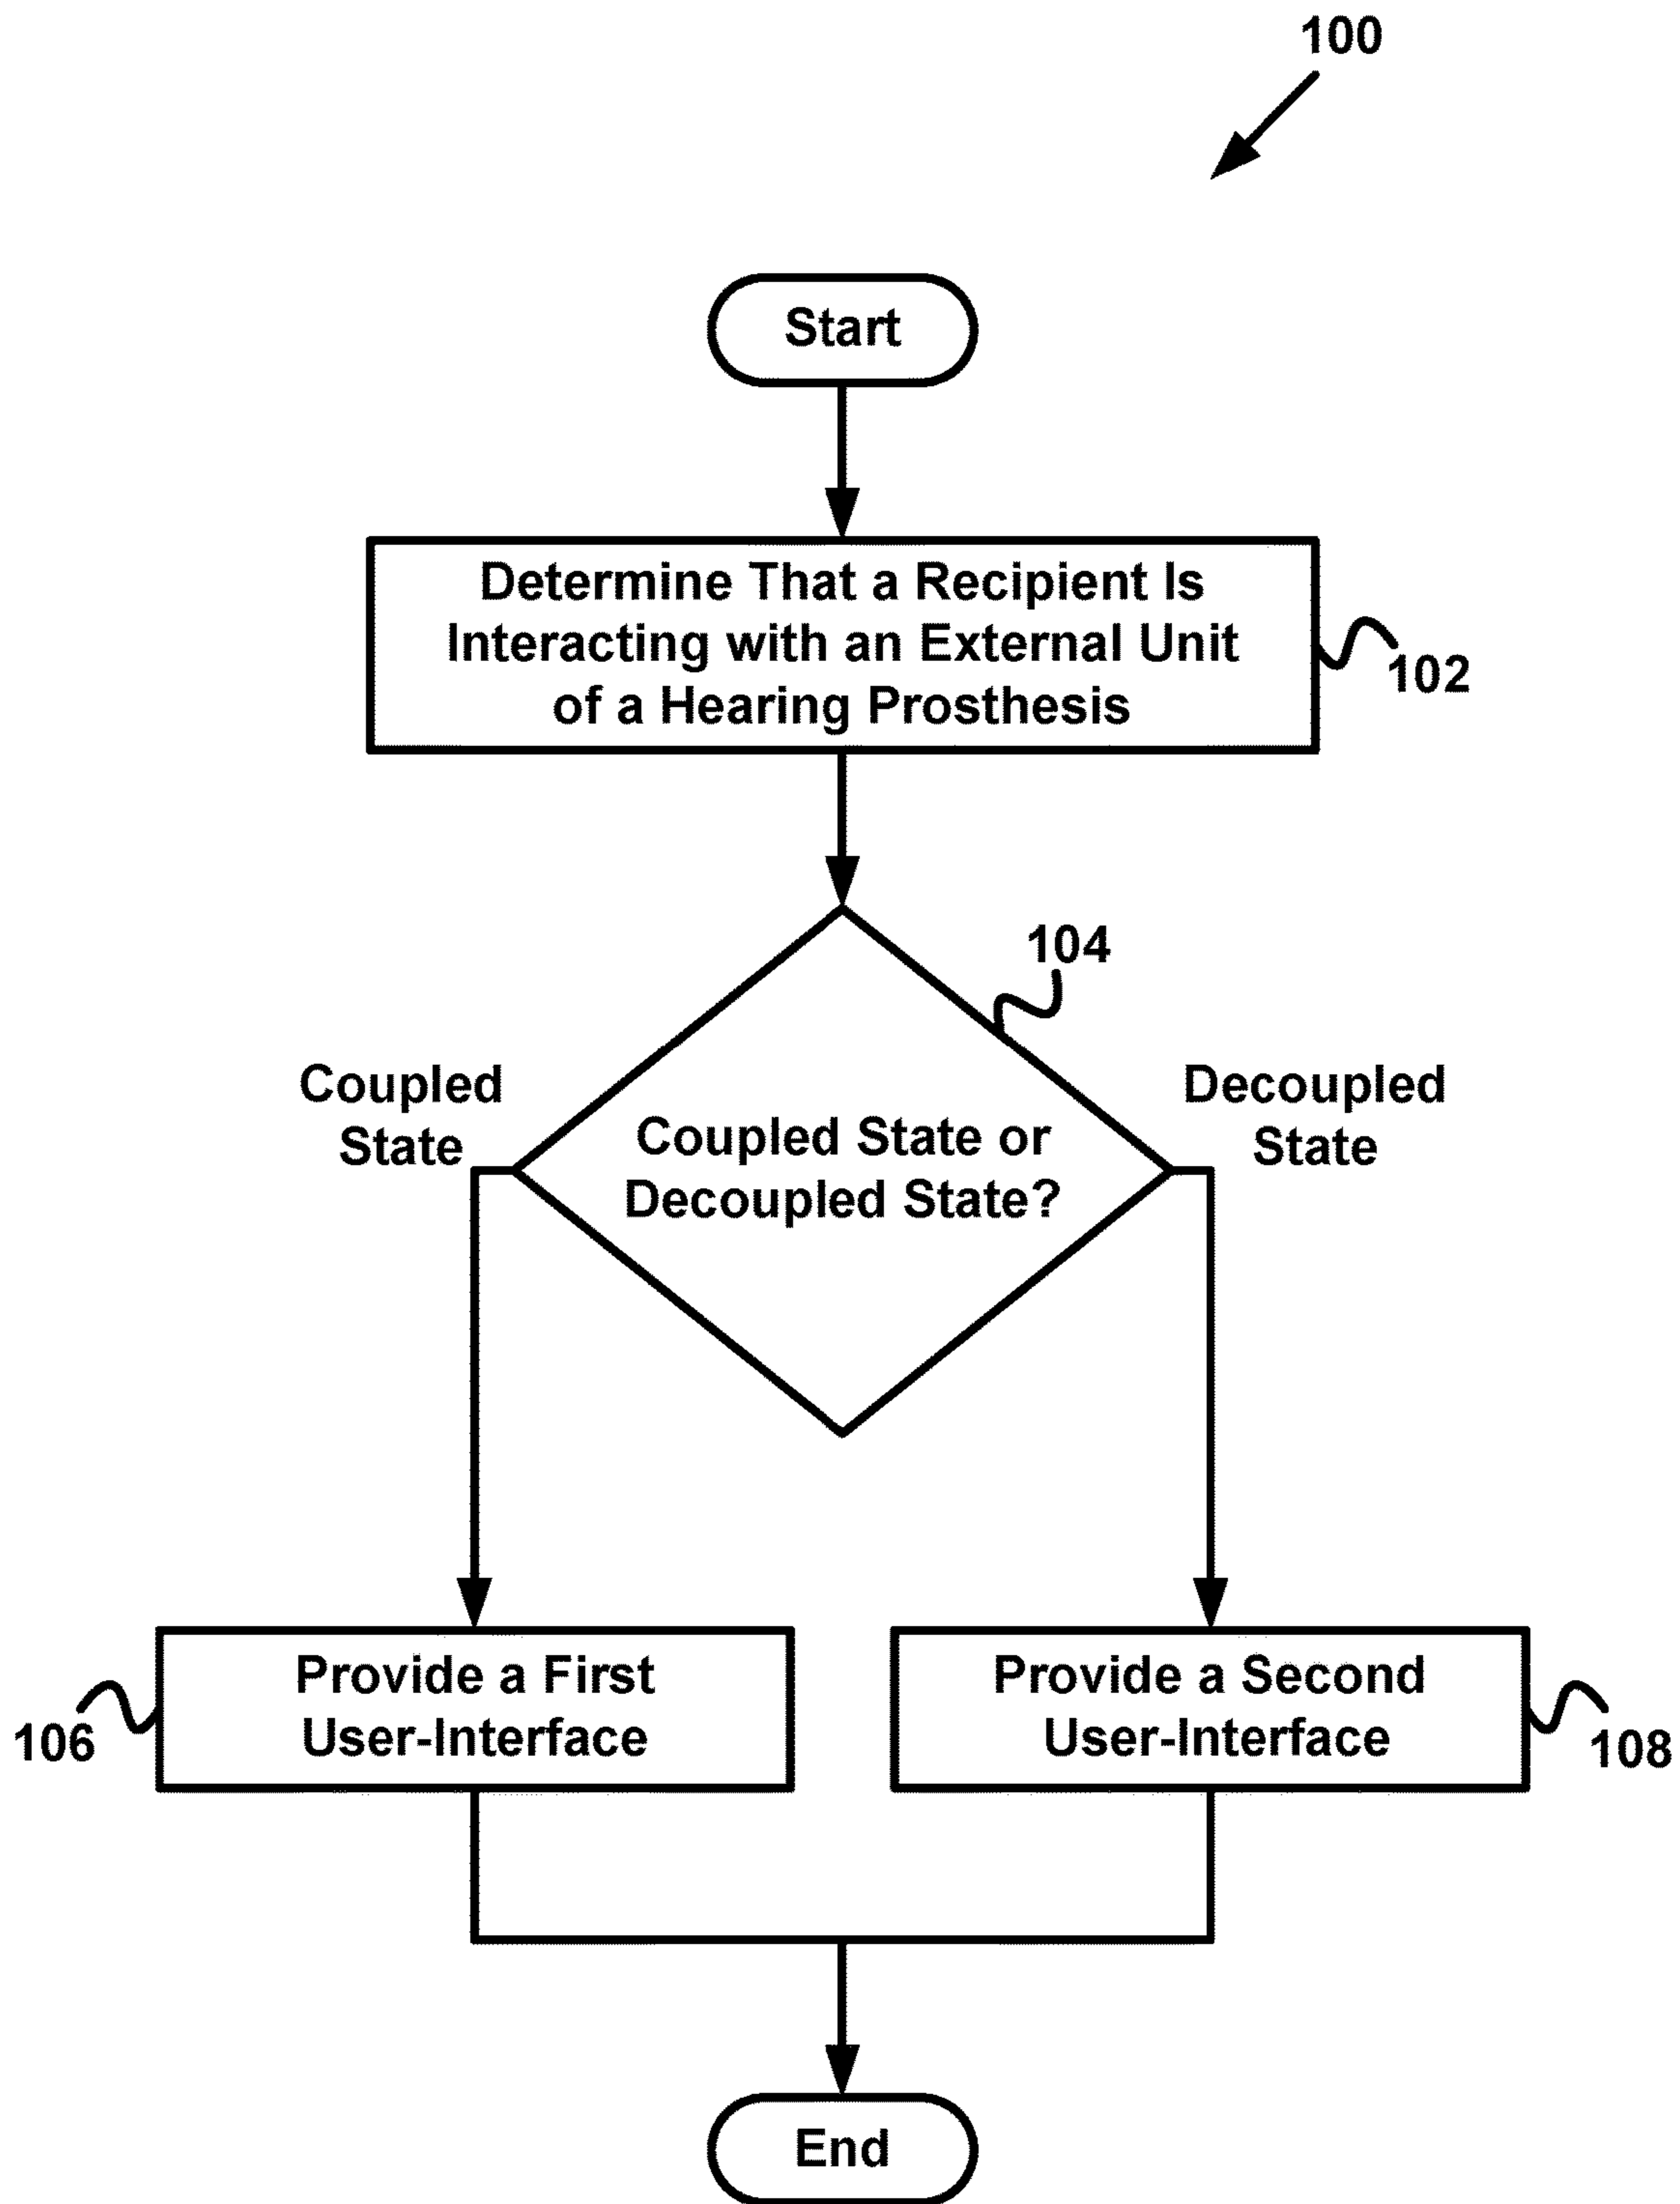 100
Start
Determine That a Recipient Is
Interacting with an External Unit
of a Hearing Prosthesis
102
104
Coupled
State
Coupled State or
Decoupled State?
Decoupled
State
Provide a First
User-Interface
106
Provide a Second
User-Interface
108
End